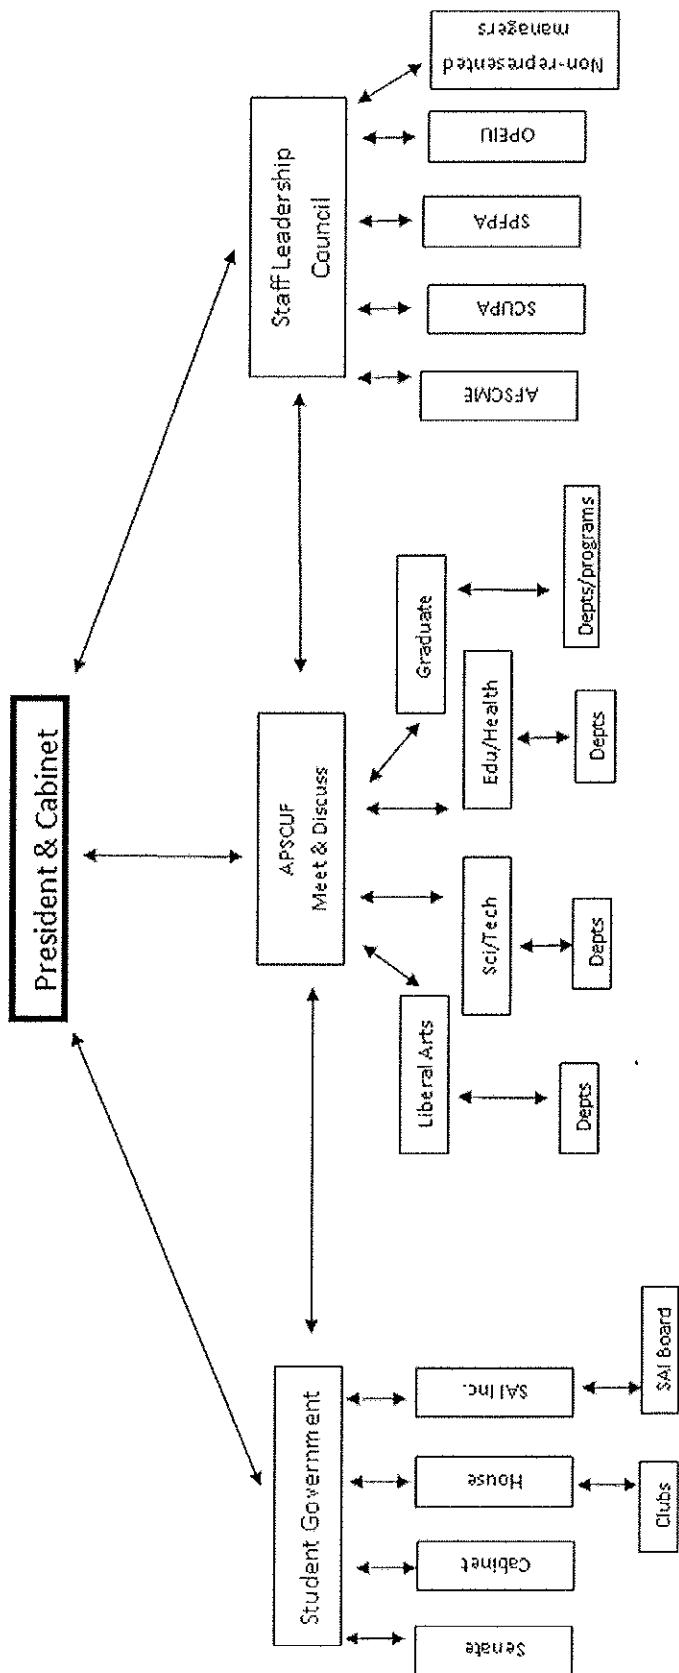 President & Cabinet
Student Government
APSCUF
Meet & Discuss
Staff Leadership
Council
Senate
Cabinet
House
SAI Inc.
Clubs
SAI Board
Liberal Arts
Sci/Tech
Edu/Health
Graduate
Depts
Depts
Depts
Depts/programs
AFSCME
SCUPA
SPFPA
OPEIU
Non-represented
managers